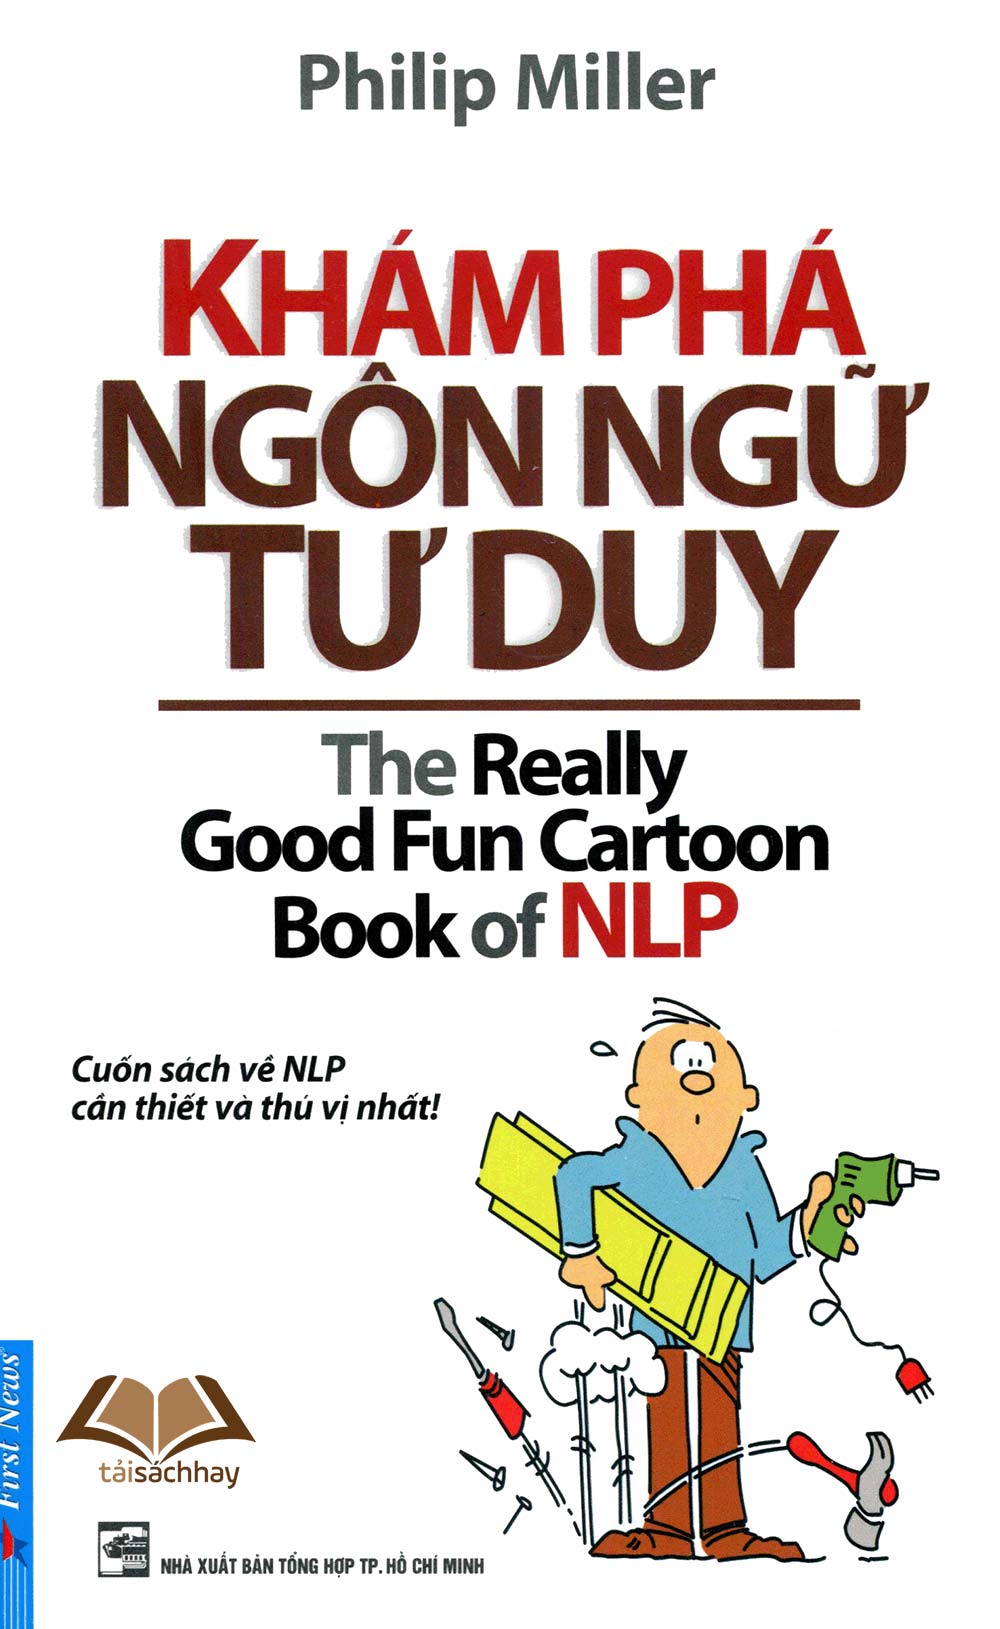 Philip Miller
KHÁM PHÁ
NGÔN NGỮ
TƯ DUY
The Really
Good Fun Cartoon
Book of NLP
Cuốn sách về NLP
cần thiết và thú vị nhất!
First News®
tảisáchhay
NHÀ XUẤT BẢN TỔNG HỢP TP. HỒ CHÍ MINH